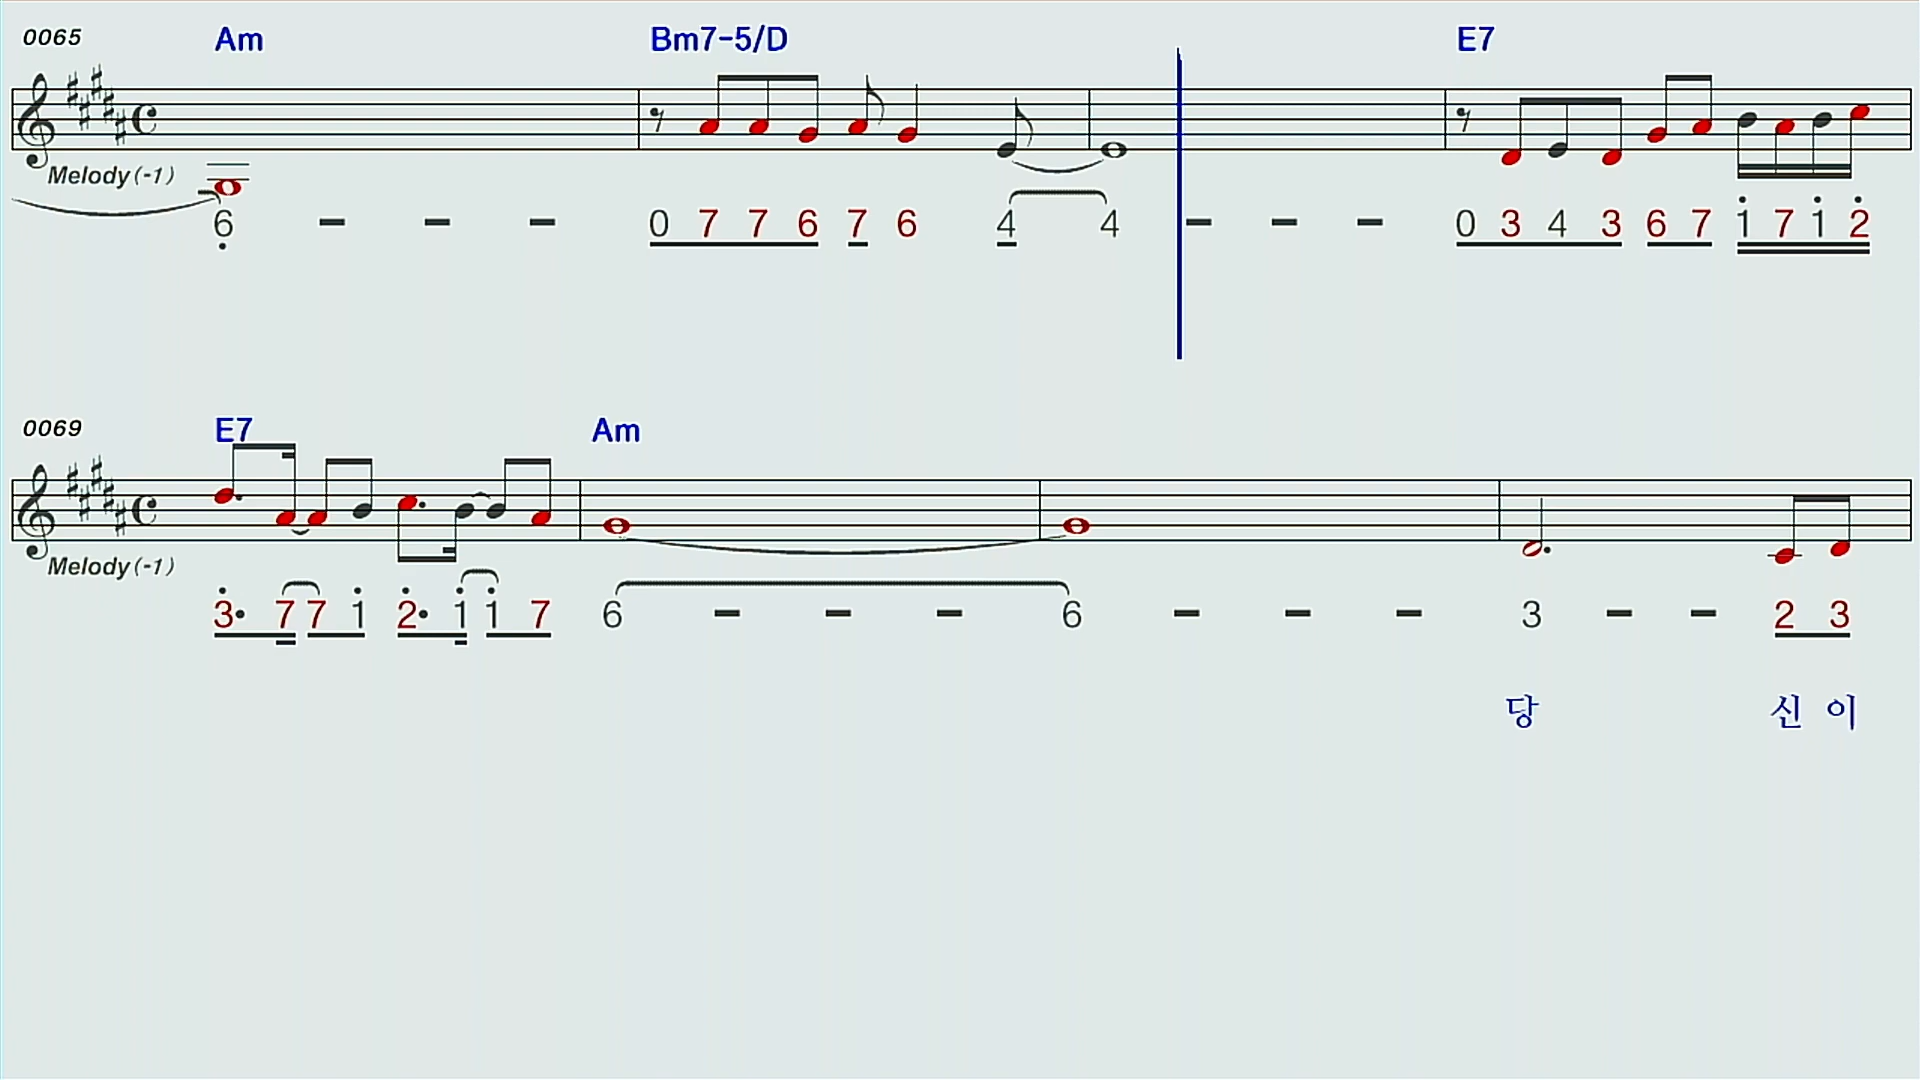 0065 Am Bm7-5/D E7
Melody(-1)
6 - - - 0 7 7 6 7 6 4 4 - - - 0 3 4 3 6 7 1 7 1 2
0069 E7 Am
Melody(-1)
3· 7 7 1 2· 1 1 7 6 - - - 6 - - - 3 - - 2 3
당 신 이